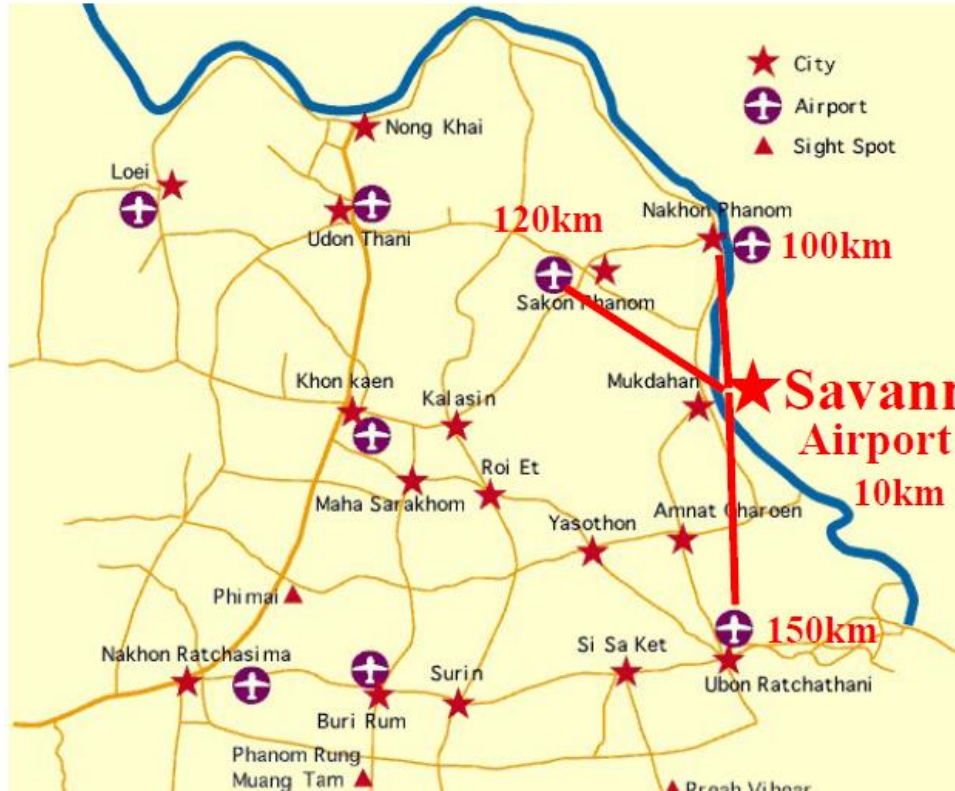 City
Airport
Sight Spot
Nong Khai
Loei
Udon Thani
120km
Nakhon Phanom
100km
Sakon Phanom
Khon kaen
Kalasin
Mukdahan
Savann
Airport
10km
Roi Et
Maha Sarakhom
Yasothon
Amnat Charoen
Phimai
150km
Nakhon Ratchasima
Buri Rum
Surin
Si Sa Ket
Ubon Ratchathani
Phanom Rung
Muang Tam
Preah Vihear